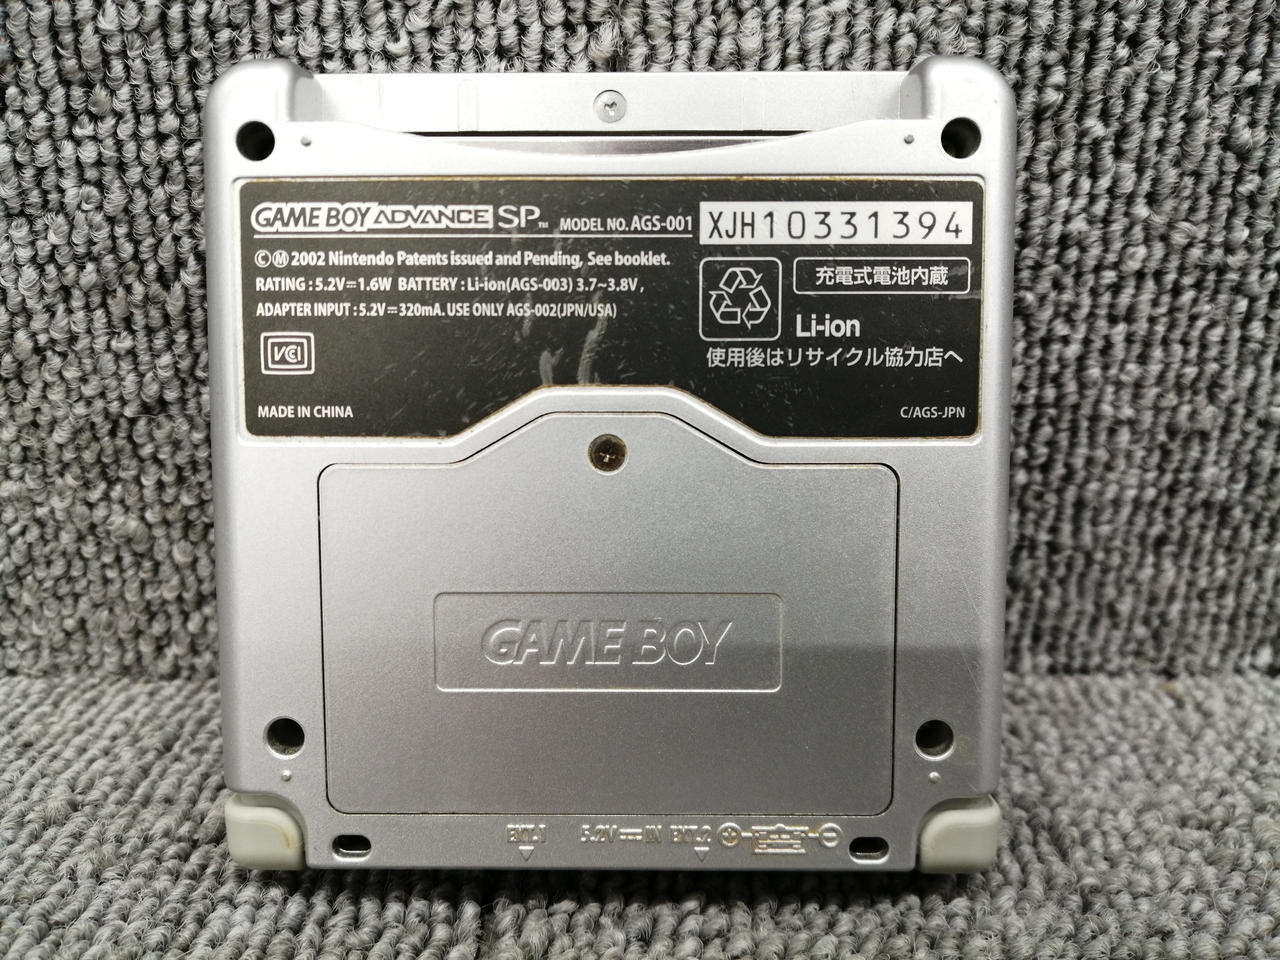 GAME BOY ADVANCE SP™ MODEL NO. AGS-001 XJH10331394
©Ⓜ 2002 Nintendo Patents issued and Pending, See booklet.
RATING : 5.2V⎓1.6W BATTERY : Li-ion(AGS-003) 3.7~3.8V,
ADAPTER INPUT : 5.2V⎓320mA. USE ONLY AGS-002(JPN/USA)
充電式電池内蔵
Li-ion
使用後はリサイクル協力店へ
VCCI
MADE IN CHINA
C/AGS-JPN
GAME BOY
EXT.1 5.2V⎓IN EXT.2